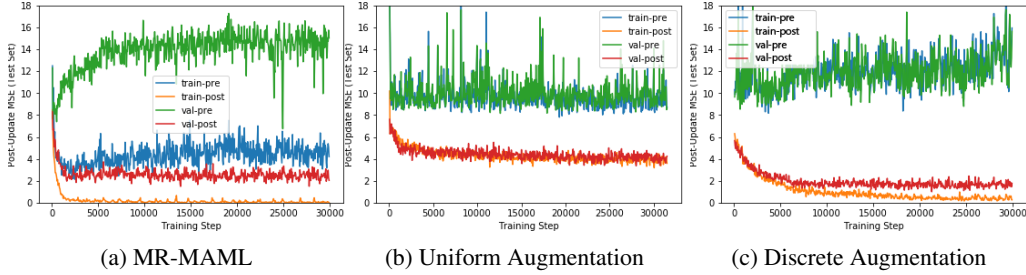 18
16
14
12
10
8
6
4
2
0
Post-Update MSE (Test Set)
train-pre
train-post
val-pre
val-post
0 5000 10000 15000 20000 25000 30000
Training Step
(a) MR-MAML
18
16
14
12
10
8
6
4
2
0
Post-Update MSE (Test Set)
train-pre
train-post
val-pre
val-post
0 5000 10000 15000 20000 25000 30000
Training Step
(b) Uniform Augmentation
18
16
14
12
10
8
6
4
2
0
Post-Update MSE (Test Set)
train-pre
train-post
val-pre
val-post
0 5000 10000 15000 20000 25000 30000
Training Step
(c) Discrete Augmentation